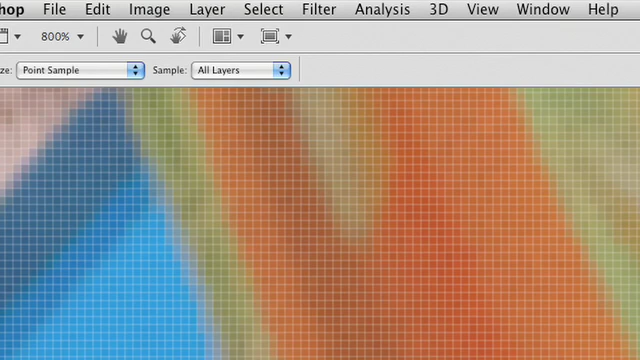 hop File Edit Image Layer Select Filter Analysis 3D View Window Help
800%
ze: Point Sample Sample: All Layers